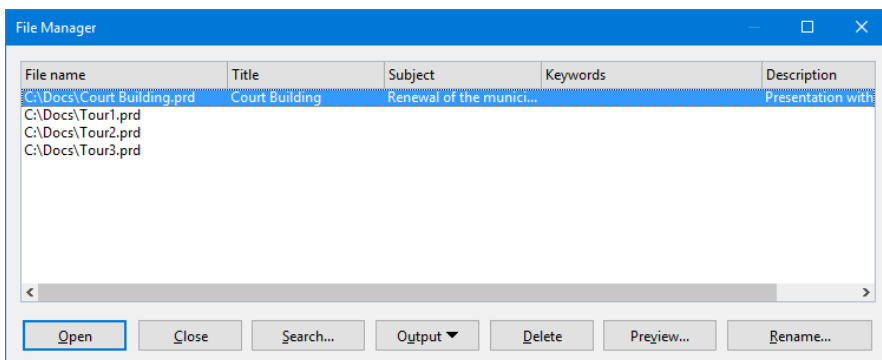 File Manager
File name Title Subject Keywords Description
C:\Docs\Court Building.prd Court Building Renewal of the munici... Presentation with
C:\Docs\Tour1.prd
C:\Docs\Tour2.prd
C:\Docs\Tour3.prd
Open Close Search... Output Delete Preview... Rename...